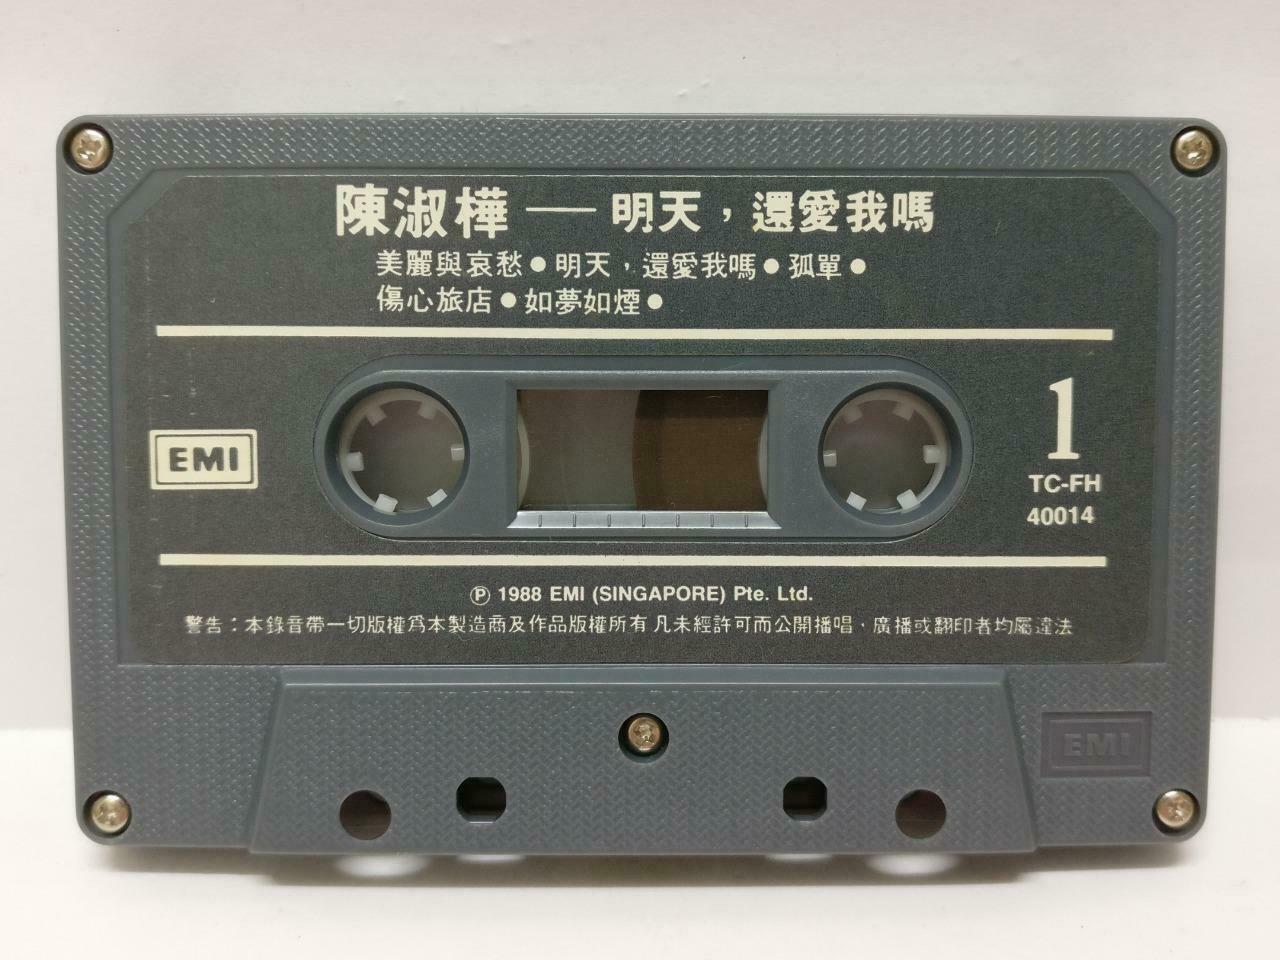 陳淑樺 — 明天，還愛我嗎
美麗與哀愁●明天，還愛我嗎●孤單●
傷心旅店●如夢如煙●
EMI
1
TC-FH
40014
Ⓟ 1988 EMI (SINGAPORE) Pte. Ltd.
警告：本錄音帶一切版權爲本製造商及作品版權所有 凡未經許可而公開播唱，廣播或翻印者均屬違法
EMI